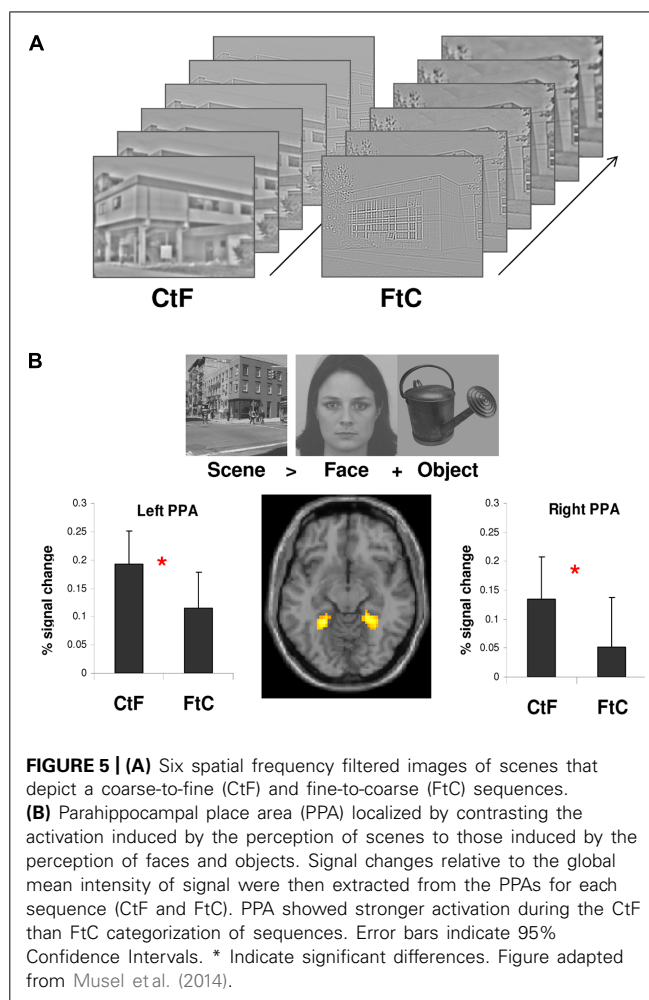 A
CtF
FtC
B
Scene > Face + Object
Left PPA
% signal change
0.3
0.25
0.2
0.15
0.1
0.05
0
*
CtF
FtC
Right PPA
% signal change
0.3
0.25
0.2
0.15
0.1
0.05
0
*
CtF
FtC
FIGURE 5 | (A) Six spatial frequency filtered images of scenes that
depict a coarse-to-fine (CtF) and fine-to-coarse (FtC) sequences.
(B) Parahippocampal place area (PPA) localized by contrasting the
activation induced by the perception of scenes to those induced by the
perception of faces and objects. Signal changes relative to the global
mean intensity of signal were then extracted from the PPAs for each
sequence (CtF and FtC). PPA showed stronger activation during the CtF
than FtC categorization of sequences. Error bars indicate 95%
Confidence Intervals. * Indicate significant differences. Figure adapted
from Musel et al. (2014).